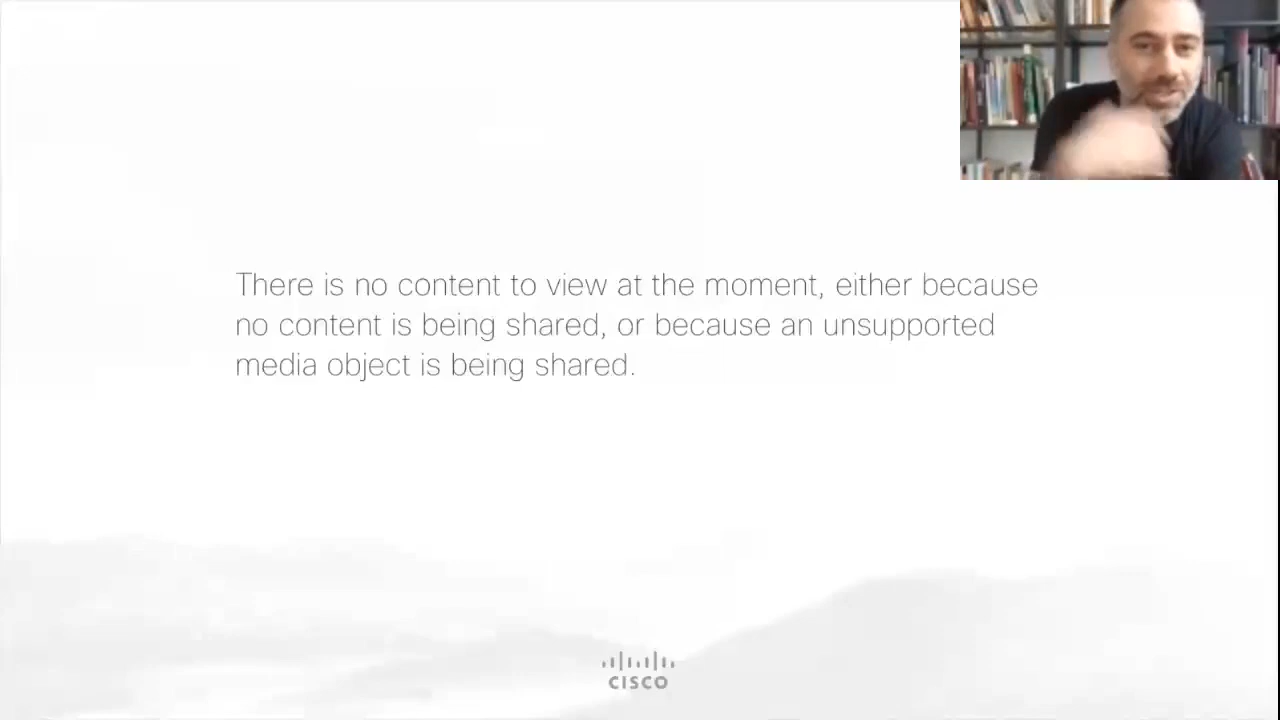 There is no content to view at the moment, either because
no content is being shared, or because an unsupported
media object is being shared.
CISCO